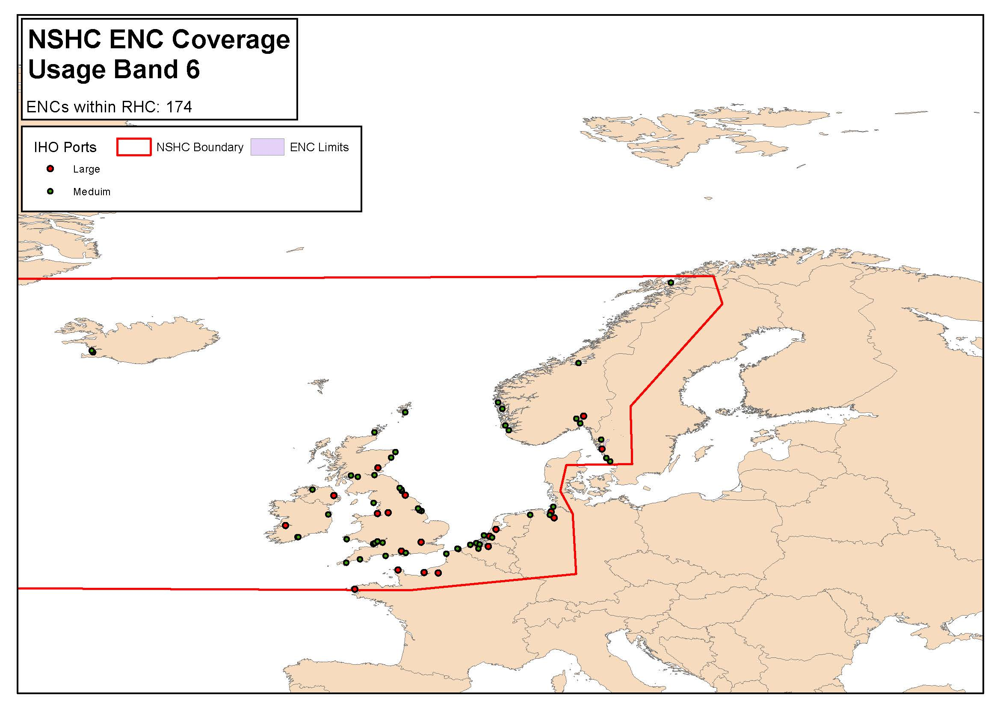 NSHC ENC Coverage
Usage Band 6
ENCs within RHC: 174
IHO Ports
NSHC Boundary
ENC Limits
Large
Meduim